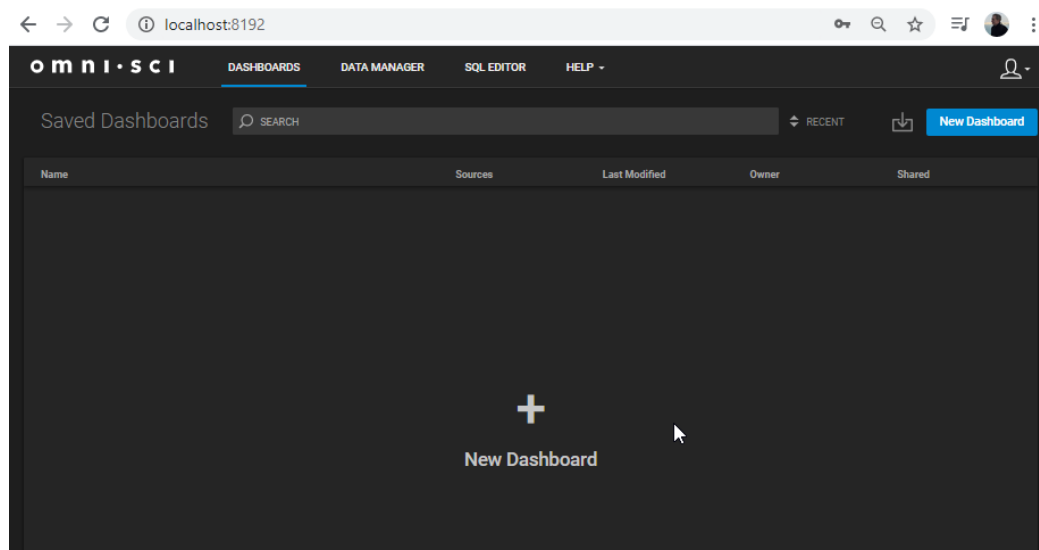 localhost:8192
omni·sci DASHBOARDS DATA MANAGER SQL EDITOR HELP
Saved Dashboards SEARCH RECENT New Dashboard
Name Sources Last Modified Owner Shared
New Dashboard